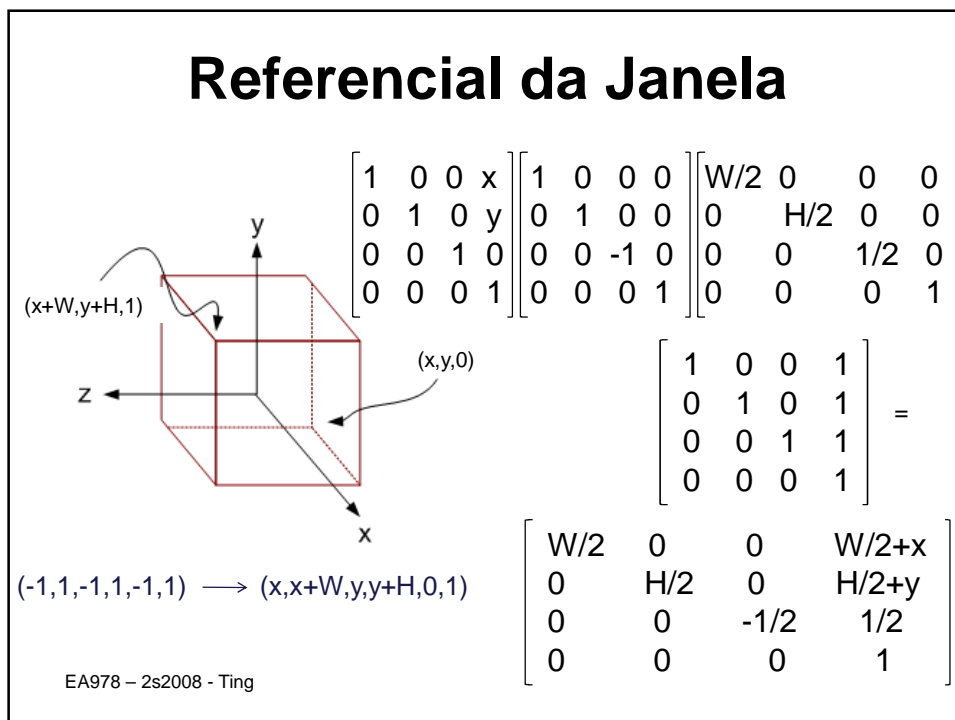 Referencial da Janela
1 0 0 x 1 0 0 0 W/2 0 0 0
0 1 0 y 0 1 0 0 0 H/2 0 0
0 0 1 0 0 0 -1 0 0 0 1/2 0
0 0 0 1 0 0 0 1 0 0 0 1
y
(x+W,y+H,1)
(x,y,0)
z
x
1 0 0 1
0 1 0 1 =
0 0 1 1
0 0 0 1
W/2 0 0 W/2+x
0 H/2 0 H/2+y
0 0 -1/2 1/2
0 0 0 1
(-1,1,-1,1,-1,1) → (x,x+W,y,y+H,0,1)
EA978 – 2s2008 - Ting